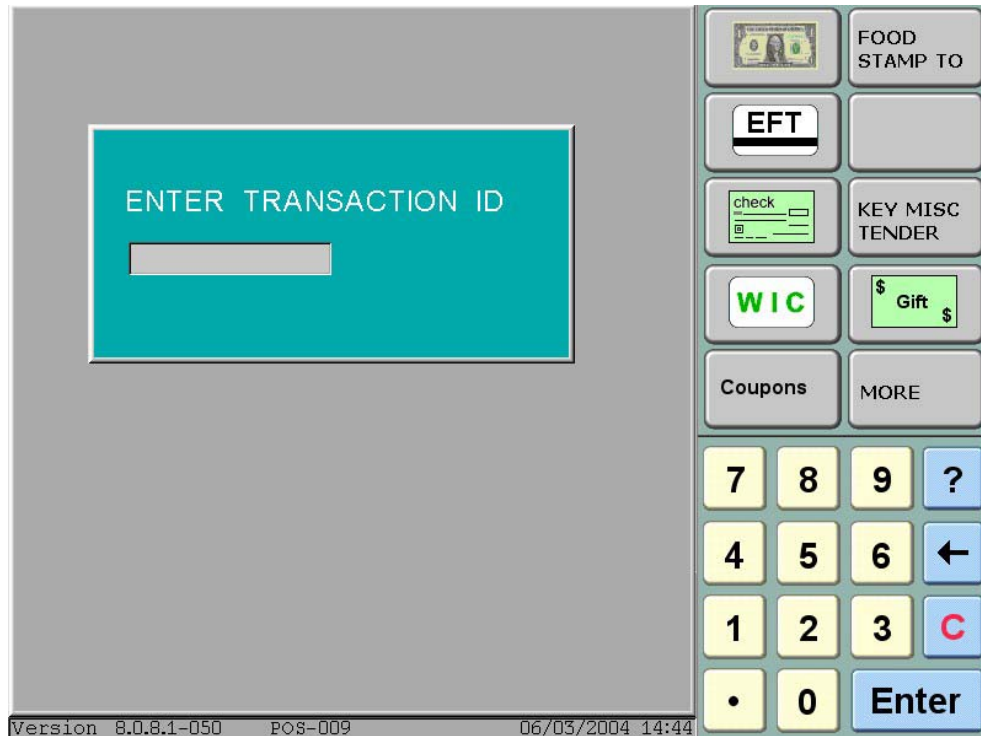 ENTER TRANSACTION ID
FOOD
STAMP TO
EFT
check
KEY MISC
TENDER
WIC
$ Gift $
Coupons
MORE
7 8 9 ?
4 5 6 ←
1 2 3 C
• 0 Enter
Version 8.0.8.1-050 POS-009 06/03/2004 14:44